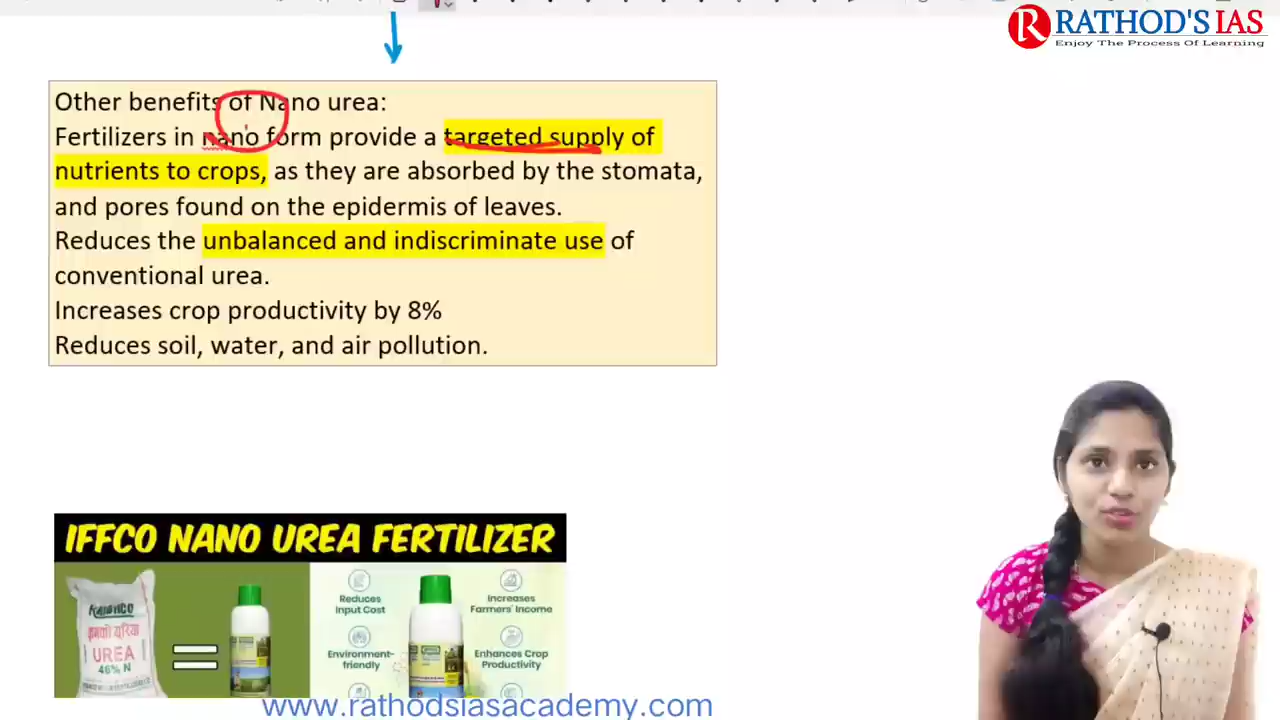 RATHOD'S IAS
Enjoy The Process Of Learning
Other benefits of Nano urea:
Fertilizers in nano form provide a targeted supply of
nutrients to crops, as they are absorbed by the stomata,
and pores found on the epidermis of leaves.
Reduces the unbalanced and indiscriminate use of
conventional urea.
Increases crop productivity by 8%
Reduces soil, water, and air pollution.
IFFCO NANO UREA FERTILIZER
UREA
46% N
Reduces
Input Cost
Increases
Farmers' Income
Environment-
friendly
Enhances Crop
Productivity
www.rathodsiasacademy.com